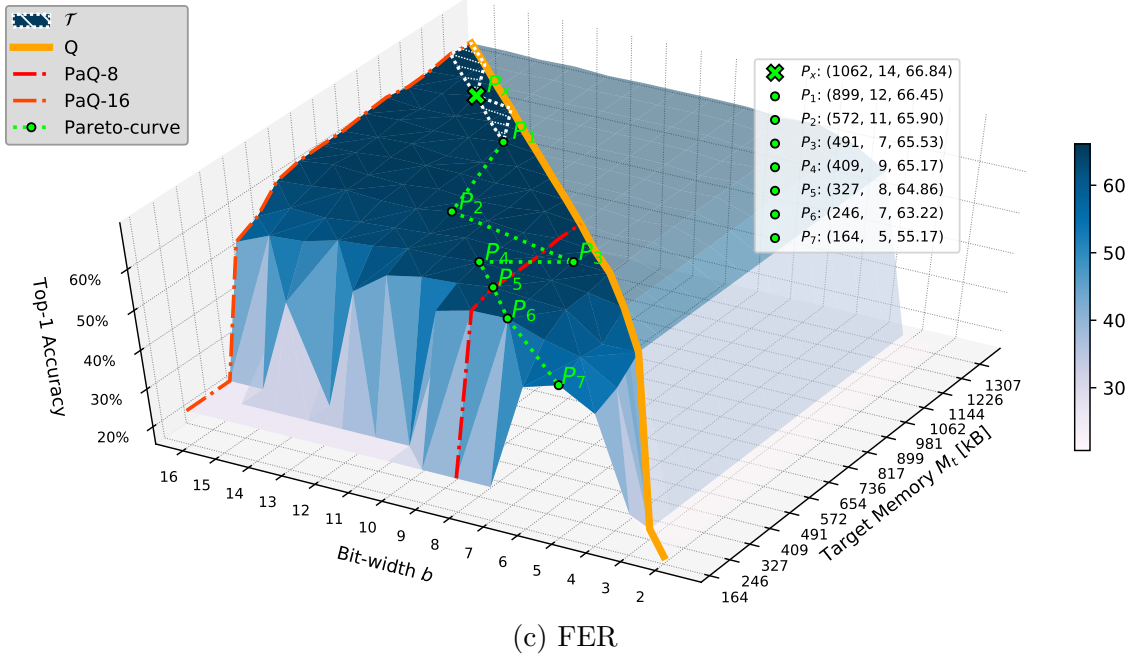 𝒯
Q
PaQ-8
PaQ-16
Pareto-curve
Pₓ: (1062, 14, 66.84)
P₁: (899, 12, 66.45)
P₂: (572, 11, 65.90)
P₃: (491, 7, 65.53)
P₄: (409, 9, 65.17)
P₅: (327, 8, 64.86)
P₆: (246, 7, 63.22)
P₇: (164, 5, 55.17)
Pₓ
P₁
P₂
P₃
P₄
P₅
P₆
P₇
60
50
40
30
Top-1 Accuracy
60%
50%
40%
30%
20%
16
15
14
13
12
11
10
9
8
7
6
5
4
3
2
Bit-width b
1307
1226
1144
1062
981
899
817
736
654
572
491
409
327
246
164
Target Memory Mₜ [kB]
(c) FER